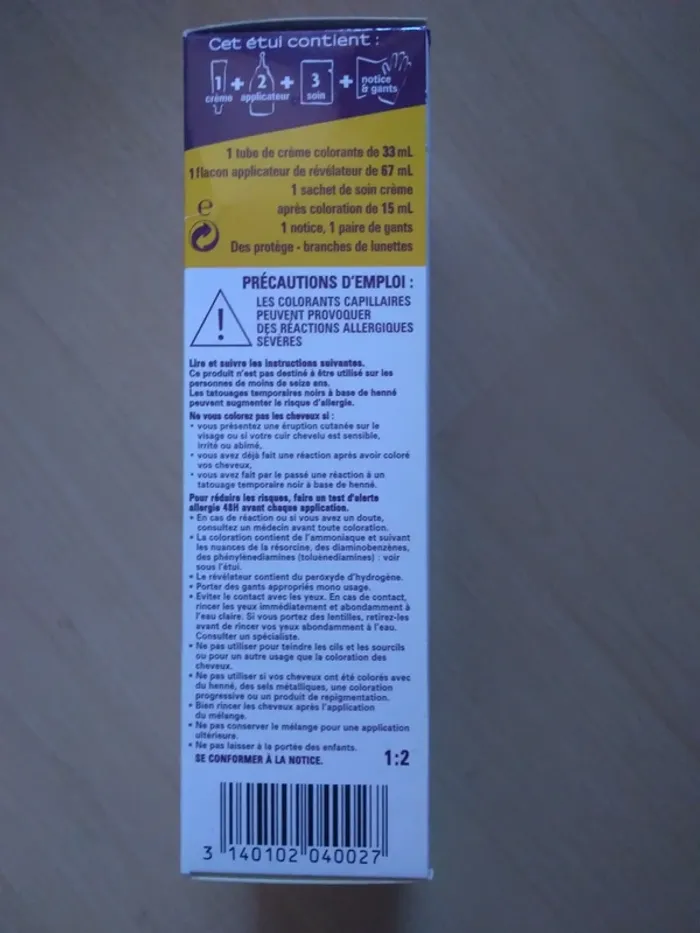 Cet étui contient :
1 + 2 + 3 + notice
crème applicateur soin & gants
1 tube de crème colorante de 33 mL
1 flacon applicateur de révélateur de 67 mL
1 sachet de soin crème
après coloration de 15 mL
1 notice, 1 paire de gants
Des protège - branches de lunettes
℮
PRÉCAUTIONS D'EMPLOI :
!
LES COLORANTS CAPILLAIRES
PEUVENT PROVOQUER
DES RÉACTIONS ALLERGIQUES
SÉVÈRES
Lire et suivre les instructions suivantes.
Ce produit n'est pas destiné à être utilisé sur les
personnes de moins de seize ans.
Les tatouages temporaires noirs à base de henné
peuvent augmenter le risque d'allergie.
Ne vous colorez pas les cheveux si :
• vous présentez une éruption cutanée sur le
visage ou si votre cuir chevelu est sensible,
irrité ou abîmé,
• vous avez déjà fait une réaction après avoir coloré
vos cheveux,
• vous avez fait par le passé une réaction à un
tatouage temporaire noir à base de henné.
Pour réduire les risques, faire un test d'alerte
allergie 48H avant chaque application.
• En cas de réaction ou si vous avez un doute,
consultez un médecin avant toute coloration.
• La coloration contient de l'ammoniaque et suivant
les nuances de la résorcine, des diaminobenzènes,
des phénylènediamines (toluènediamines) : voir
sous l'étui.
• Le révélateur contient du peroxyde d'hydrogène.
• Porter des gants appropriés mono usage.
• Eviter le contact avec les yeux. En cas de contact,
rincer les yeux immédiatement et abondamment à
l'eau claire. Si vous portez des lentilles, retirez-les
avant de rincer vos yeux abondamment à l'eau.
Consulter un spécialiste.
• Ne pas utiliser pour teindre les cils et les sourcils
ou pour un autre usage que la coloration des
cheveux.
• Ne pas utiliser si vos cheveux ont été colorés avec
du henné, des sels métalliques, une coloration
progressive ou un produit de repigmentation.
• Bien rincer les cheveux après l'application
du mélange.
• Ne pas conserver le mélange pour une application
ultérieure.
• Ne pas laisser à la portée des enfants.
SE CONFORMER À LA NOTICE. 1:2
3 140102 040027